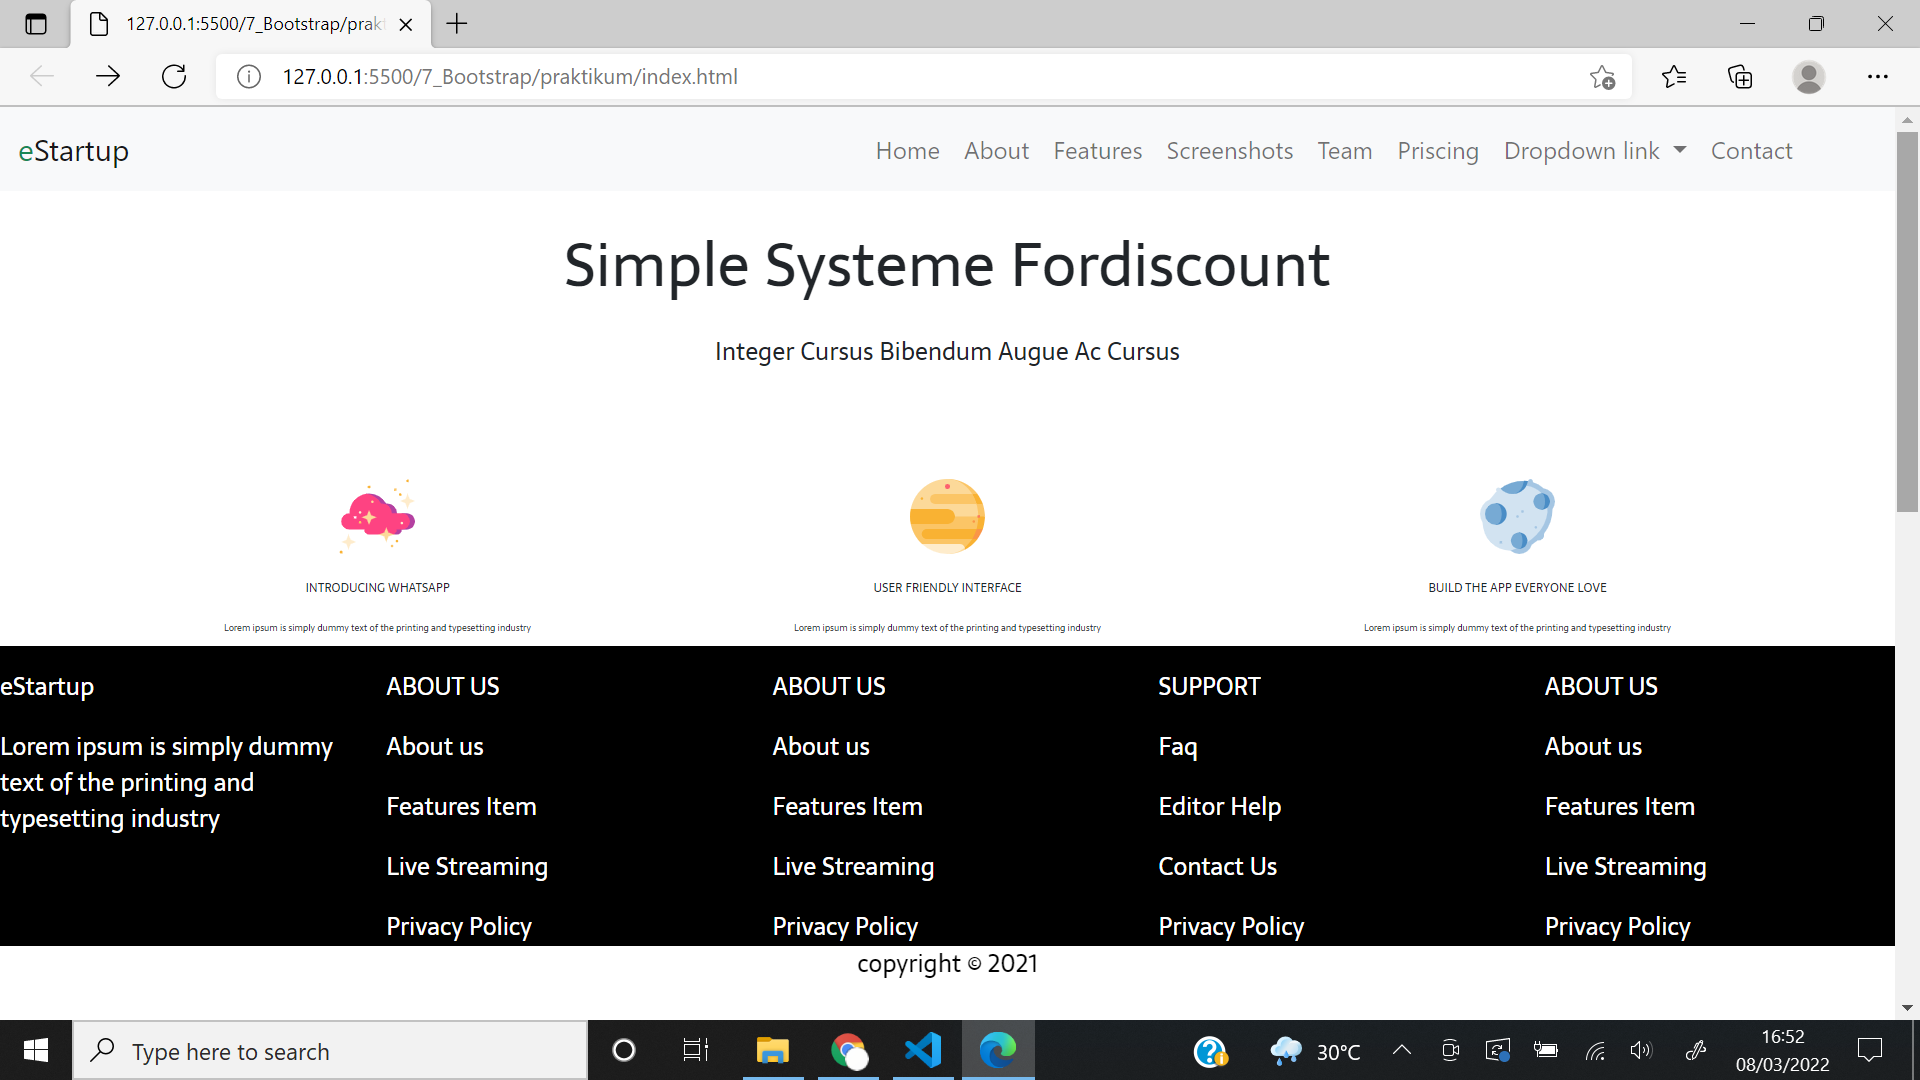 127.0.0.1:5500/7_Bootstrap/prakt
127.0.0.1:5500/7_Bootstrap/praktikum/index.html
eStartup
Home About Features Screenshots Team Priscing Dropdown link Contact
Simple Systeme Fordiscount
Integer Cursus Bibendum Augue Ac Cursus
INTRODUCING WHATSAPP
Lorem ipsum is simply dummy text of the printing and typesetting industry
USER FRIENDLY INTERFACE
Lorem ipsum is simply dummy text of the printing and typesetting industry
BUILD THE APP EVERYONE LOVE
Lorem ipsum is simply dummy text of the printing and typesetting industry
eStartup
Lorem ipsum is simply dummy
text of the printing and
typesetting industry
ABOUT US
About us
Features Item
Live Streaming
Privacy Policy
ABOUT US
About us
Features Item
Live Streaming
Privacy Policy
SUPPORT
Faq
Editor Help
Contact Us
Privacy Policy
ABOUT US
About us
Features Item
Live Streaming
Privacy Policy
copyright © 2021
Type here to search
30°C
16:52
08/03/2022